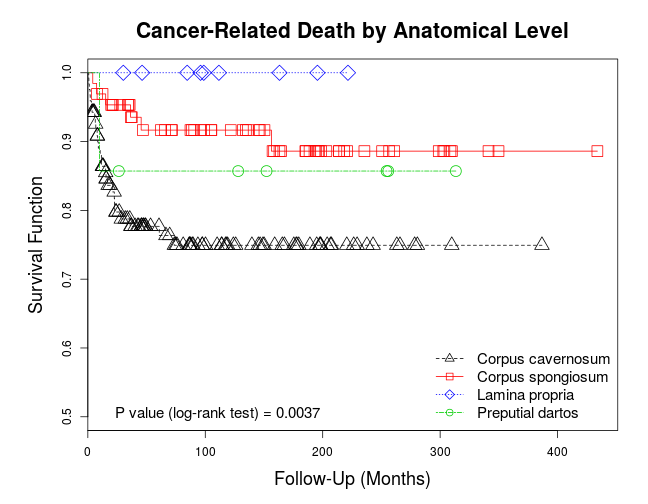 Cancer-Related Death by Anatomical Level
Survival Function
1.0
0.9
0.8
0.7
0.6
0.5
Corpus cavernosum
Corpus spongiosum
Lamina propria
Preputial dartos
P value (log-rank test) = 0.0037
0 100 200 300 400
Follow-Up (Months)